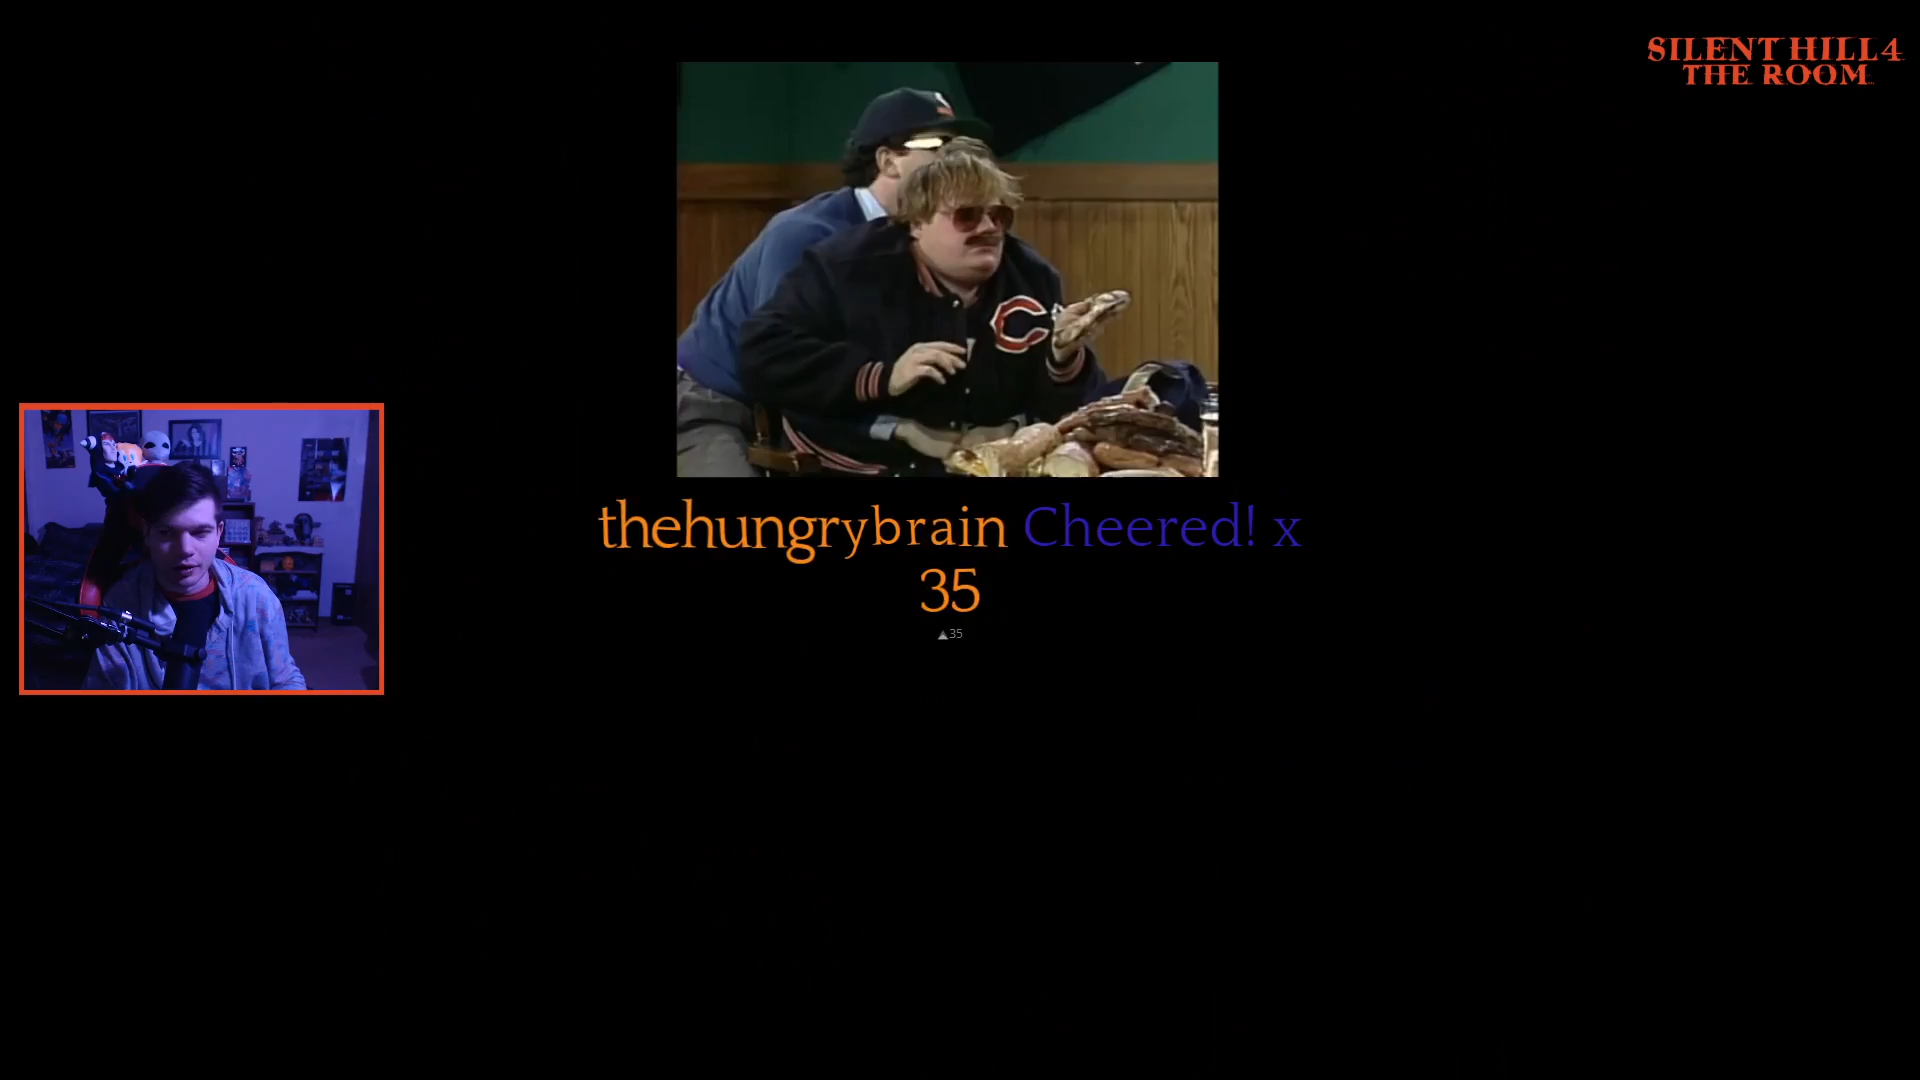 SILENT HILL 4
THE ROOM
C
thehungrybrain Cheered! x
35
▲35